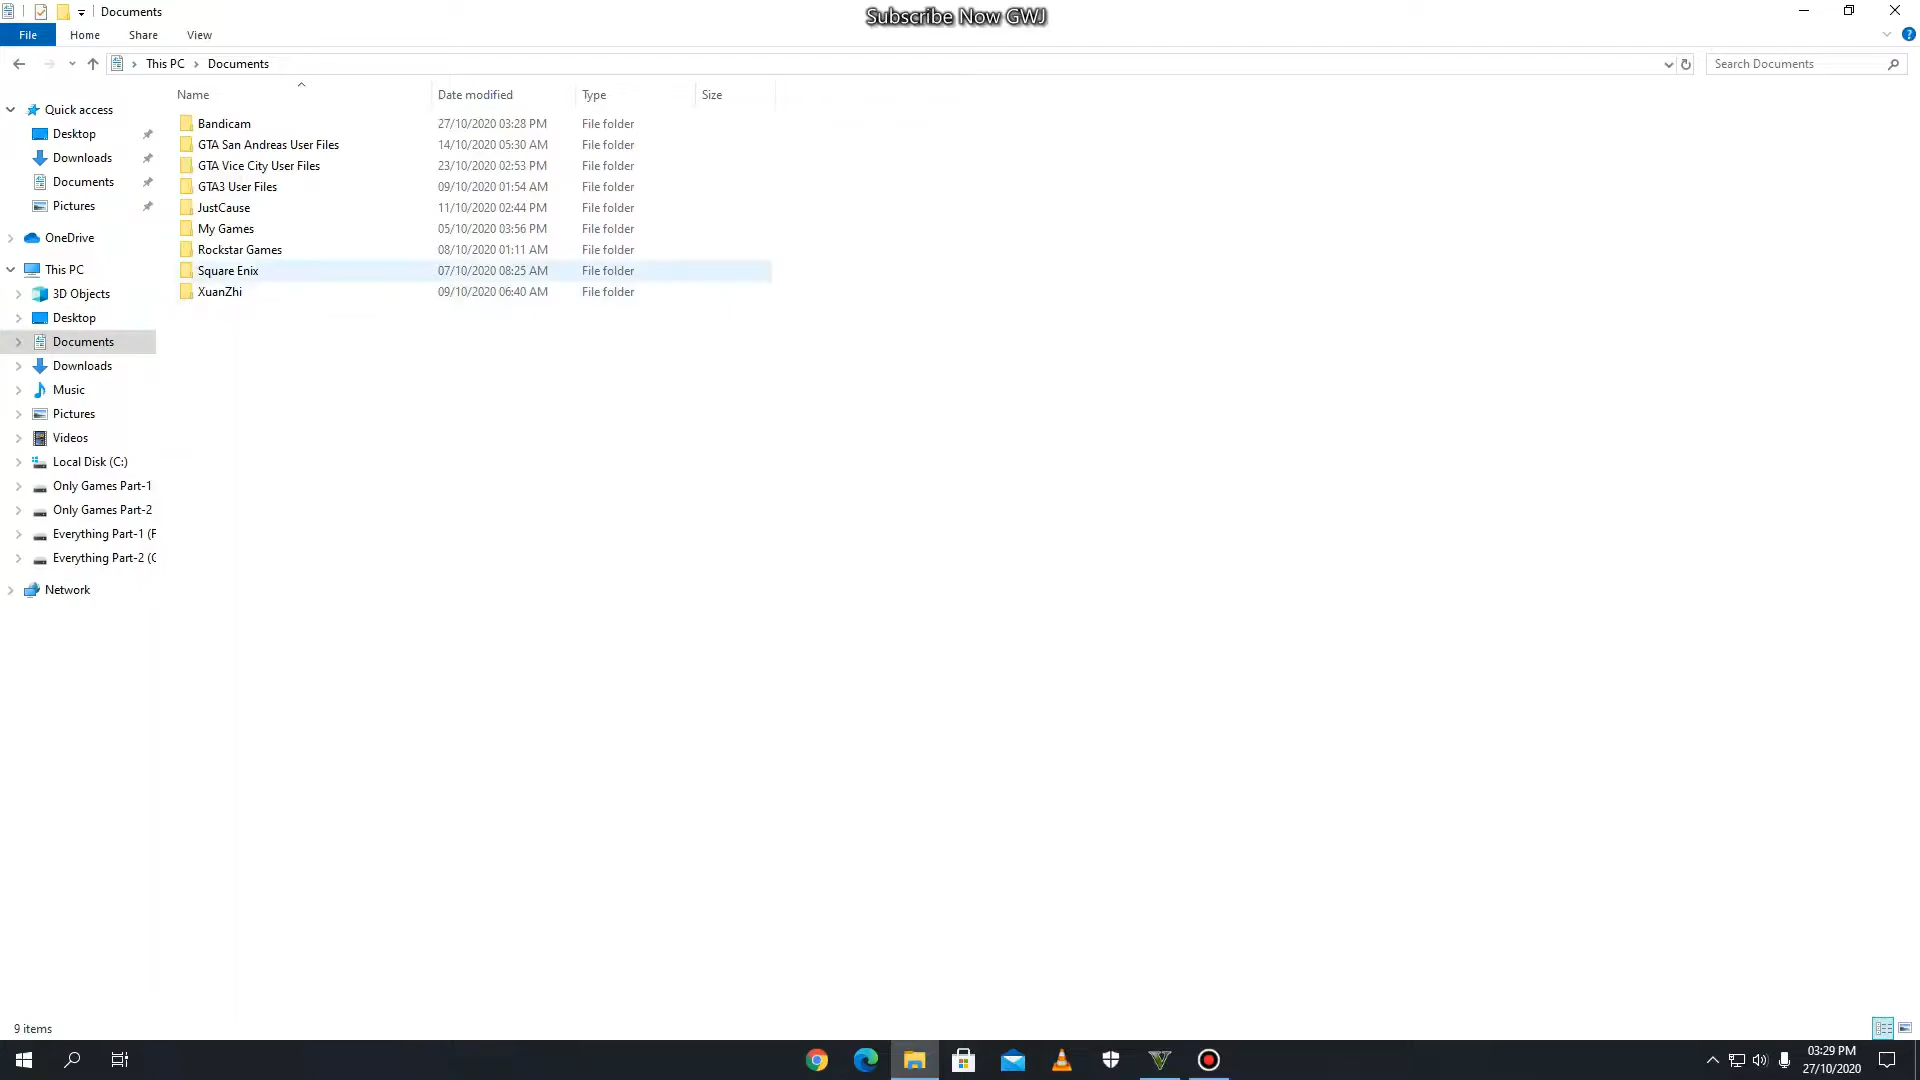 Documents
Subscribe Now GWJ
File Home Share View
This PC Documents
Search Documents
Name Date modified Type Size
Quick access
Desktop
Downloads
Documents
Pictures
OneDrive
This PC
3D Objects
Desktop
Documents
Downloads
Music
Pictures
Videos
Local Disk (C:)
Only Games Part-1
Only Games Part-2
Everything Part-1 (F
Everything Part-2 (G
Network
Bandicam 27/10/2020 03:28 PM File folder
GTA San Andreas User Files 14/10/2020 05:30 AM File folder
GTA Vice City User Files 23/10/2020 02:53 PM File folder
GTA3 User Files 09/10/2020 01:54 AM File folder
JustCause 11/10/2020 02:44 PM File folder
My Games 05/10/2020 03:56 PM File folder
Rockstar Games 08/10/2020 01:11 AM File folder
Square Enix 07/10/2020 08:25 AM File folder
XuanZhi 09/10/2020 06:40 AM File folder
9 items
03:29 PM
27/10/2020